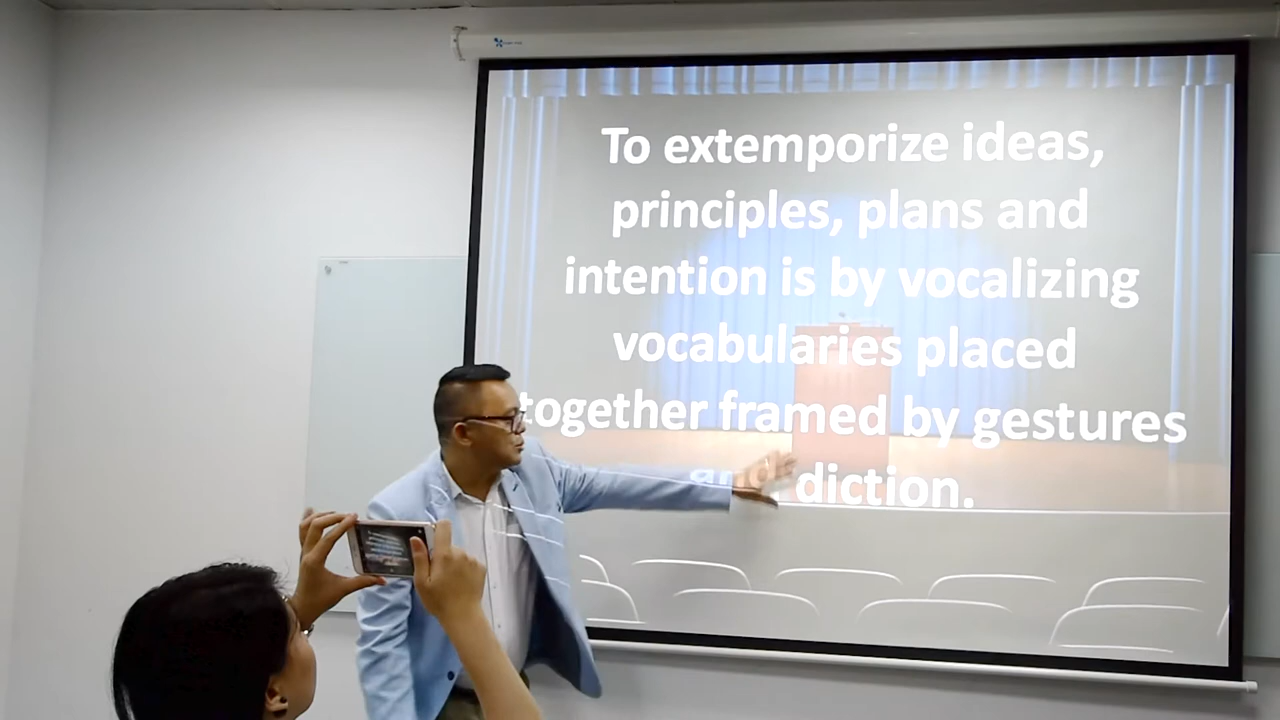 To extemporize ideas,
principles, plans and
intention is by vocalizing
vocabularies placed
together framed by gestures
and diction.